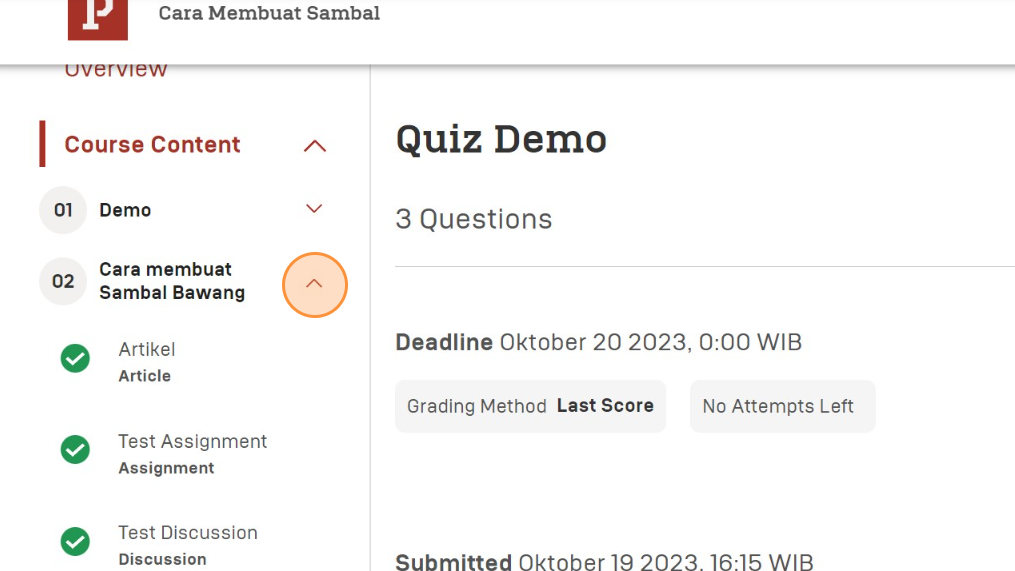 P
Cara Membuat Sambal
Overview
Course Content
01 Demo
02 Cara membuat
Sambal Bawang
Artikel
Article
Test Assignment
Assignment
Test Discussion
Discussion
Quiz Demo
3 Questions
Deadline Oktober 20 2023, 0:00 WIB
Grading Method Last Score
No Attempts Left
Submitted Oktober 19 2023, 16:15 WIB